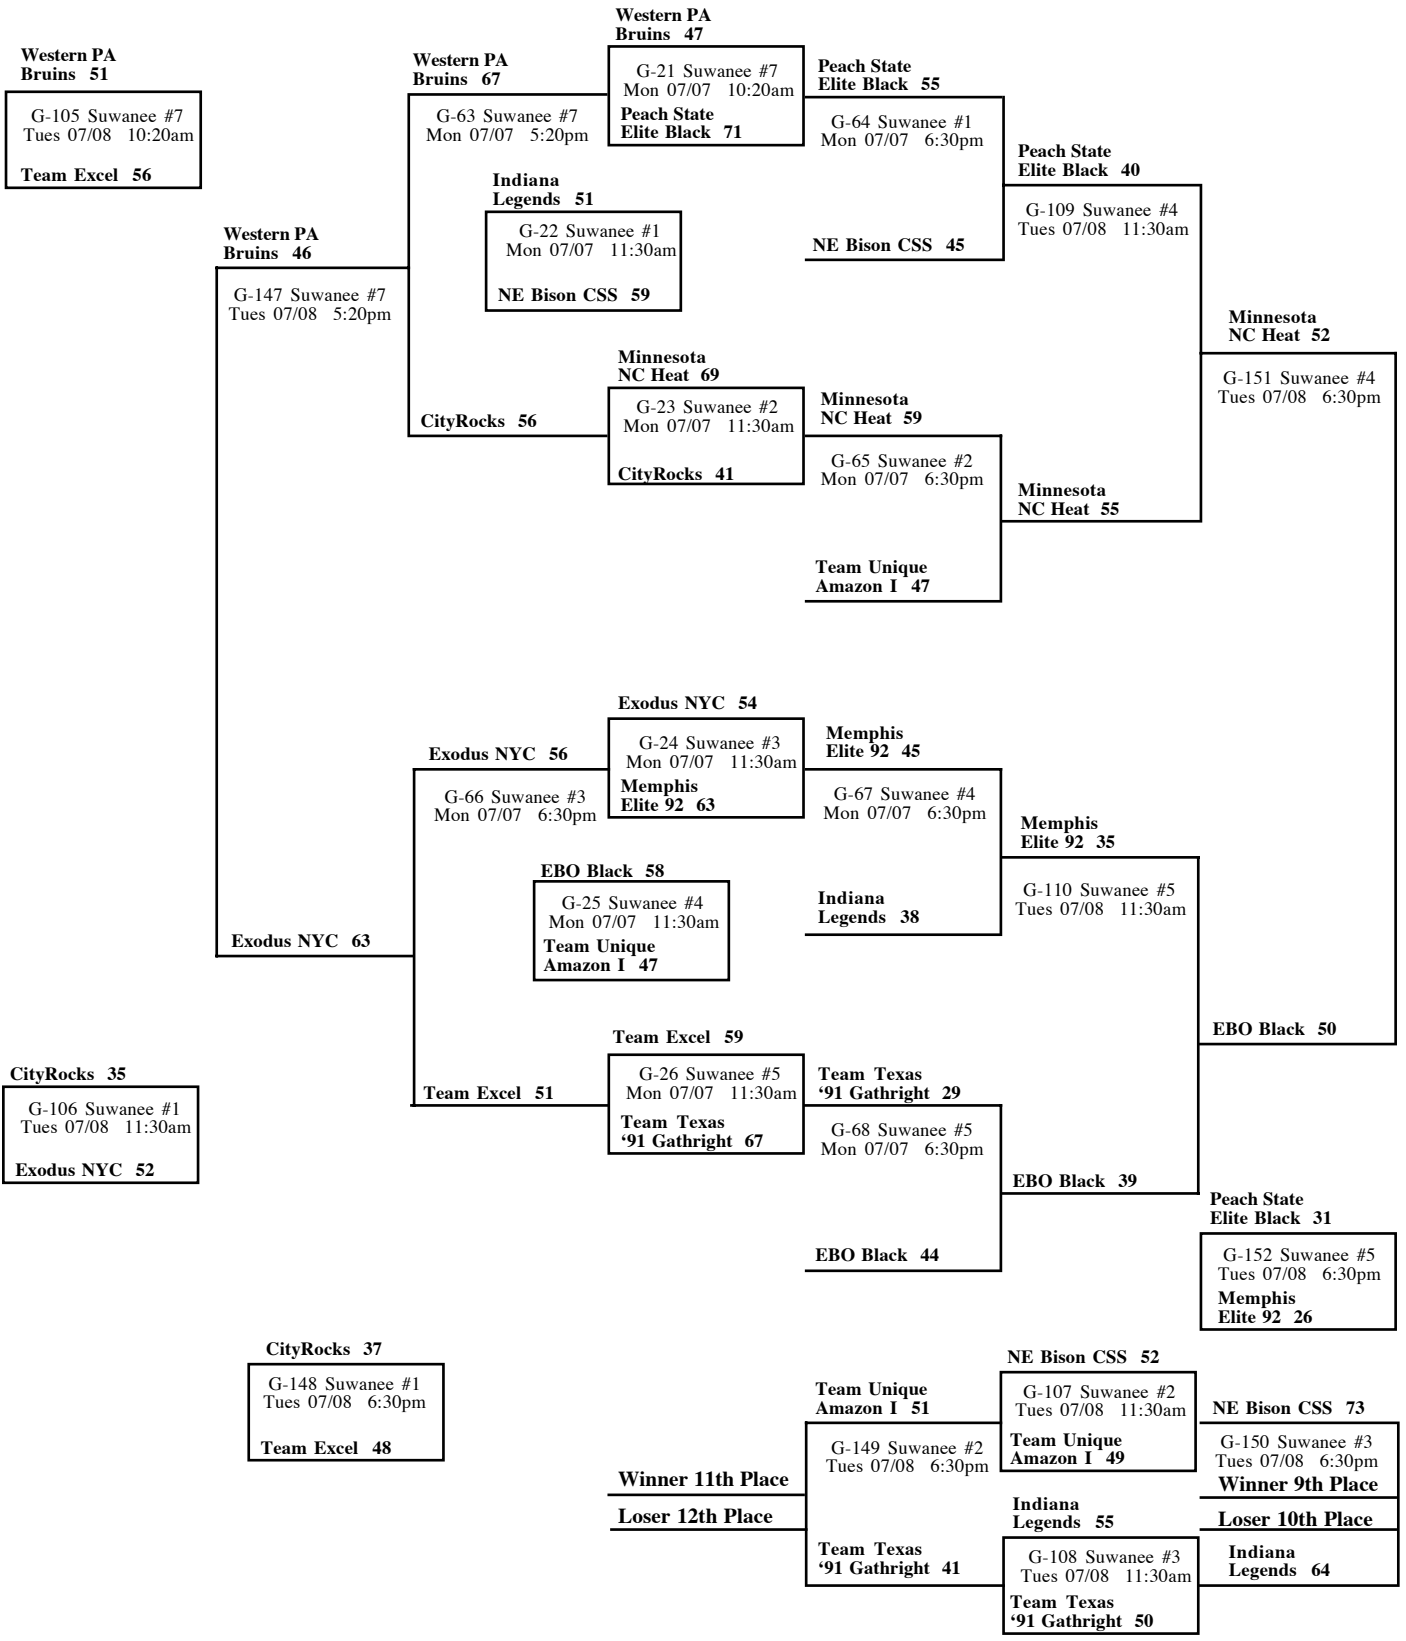 Western PA
Bruins 51
G-105 Suwanee #7
Tues 07/08 10:20am
Team Excel 56
Western PA
Bruins 46
G-147 Suwanee #7
Tues 07/08 5:20pm
Exodus NYC 63
CityRocks 35
G-106 Suwanee #1
Tues 07/08 11:30am
Exodus NYC 52
CityRocks 37
G-148 Suwanee #1
Tues 07/08 6:30pm
Team Excel 48
Western PA
Bruins 67
G-63 Suwanee #7
Mon 07/07 5:20pm
CityRocks 56
Indiana
Legends 51
G-22 Suwanee #1
Mon 07/07 11:30am
NE Bison CSS 59
Exodus NYC 56
G-66 Suwanee #3
Mon 07/07 6:30pm
Team Excel 51
EBO Black 58
G-25 Suwanee #4
Mon 07/07 11:30am
Team Unique
Amazon I 47
Western PA
Bruins 47
G-21 Suwanee #7
Mon 07/07 10:20am
Peach State
Elite Black 71
Minnesota
NC Heat 69
G-23 Suwanee #2
Mon 07/07 11:30am
CityRocks 41
Exodus NYC 54
G-24 Suwanee #3
Mon 07/07 11:30am
Memphis
Elite 92 63
Team Excel 59
G-26 Suwanee #5
Mon 07/07 11:30am
Team Texas
‘91 Gathright 67
Peach State
Elite Black 55
G-64 Suwanee #1
Mon 07/07 6:30pm
NE Bison CSS 45
Minnesota
NC Heat 59
G-65 Suwanee #2
Mon 07/07 6:30pm
Team Unique
Amazon I 47
Memphis
Elite 92 45
G-67 Suwanee #4
Mon 07/07 6:30pm
Indiana
Legends 38
Team Texas
‘91 Gathright 29
G-68 Suwanee #5
Mon 07/07 6:30pm
EBO Black 44
Peach State
Elite Black 40
G-109 Suwanee #4
Tues 07/08 11:30am
Minnesota
NC Heat 55
Memphis
Elite 92 35
G-110 Suwanee #5
Tues 07/08 11:30am
EBO Black 39
Minnesota
NC Heat 52
G-151 Suwanee #4
Tues 07/08 6:30pm
EBO Black 50
Peach State
Elite Black 31
G-152 Suwanee #5
Tues 07/08 6:30pm
Memphis
Elite 92 26
Winner 11th Place
Loser 12th Place
Team Unique
Amazon I 51
G-149 Suwanee #2
Tues 07/08 6:30pm
Team Texas
‘91 Gathright 41
NE Bison CSS 52
G-107 Suwanee #2
Tues 07/08 11:30am
Team Unique
Amazon I 49
Indiana
Legends 55
G-108 Suwanee #3
Tues 07/08 11:30am
Team Texas
‘91 Gathright 50
NE Bison CSS 73
G-150 Suwanee #3
Tues 07/08 6:30pm
Winner 9th Place
Loser 10th Place
Indiana
Legends 64